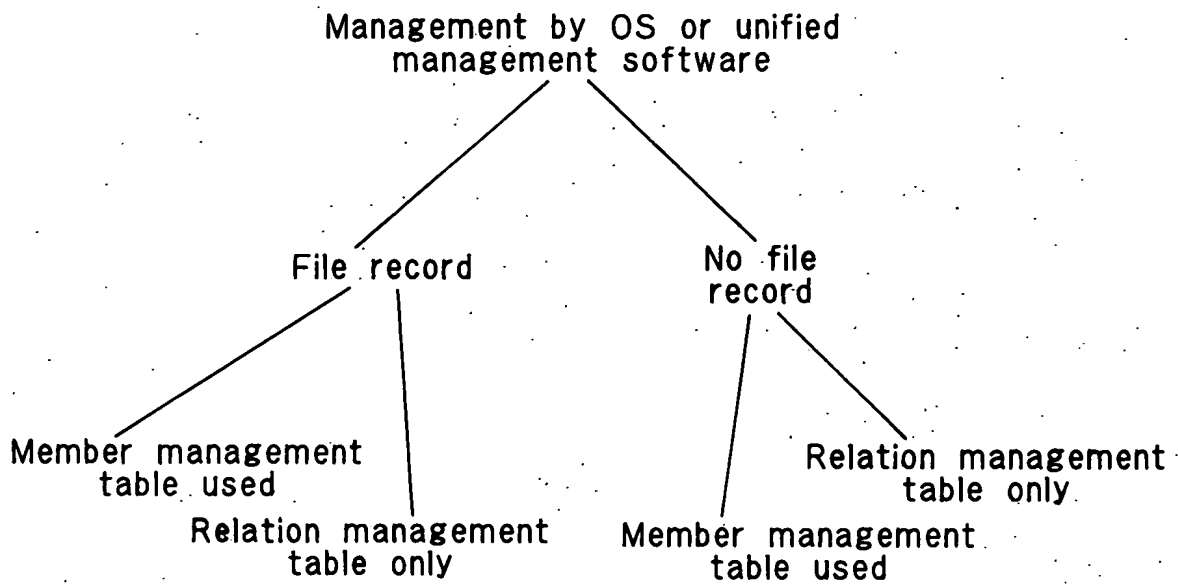 Management by OS or unified
management software
File record
No file
record
Member management
table used
Relation management
table only
Member management
table used
Relation management
table only